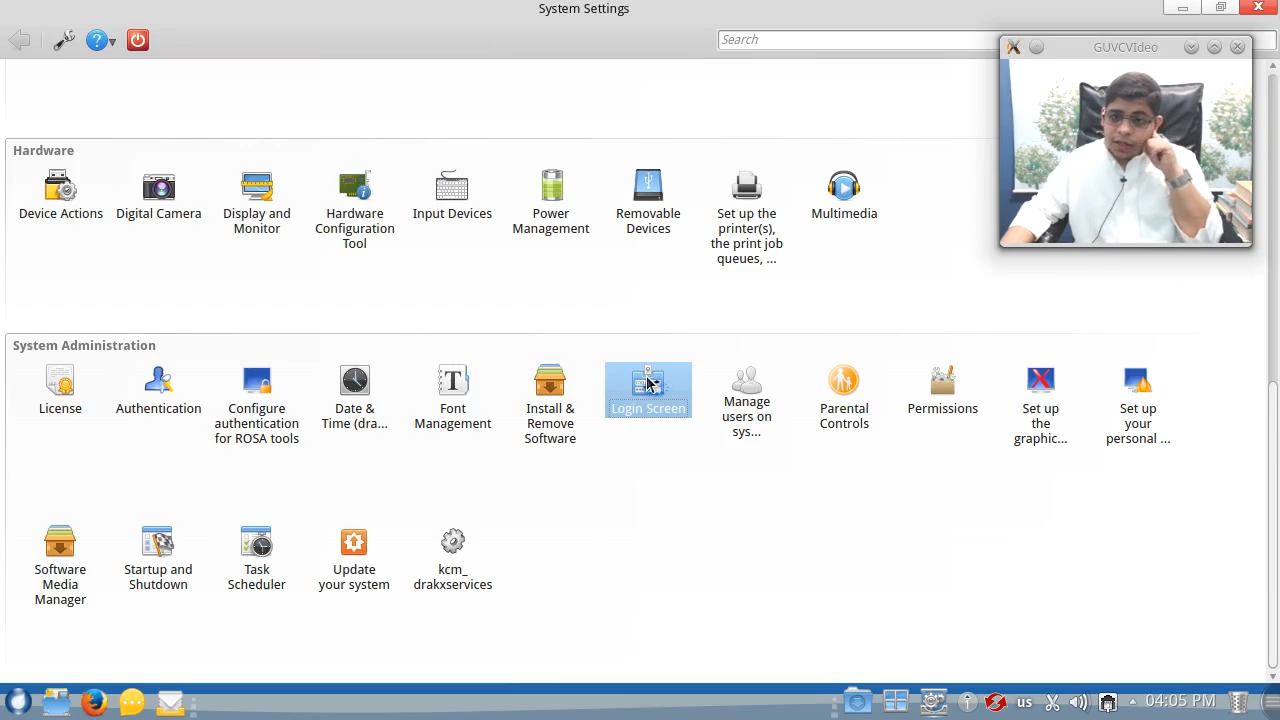 System Settings
Search
GUVCVIdeo
Hardware
Device Actions
Digital Camera
Display and
Monitor
Hardware
Configuration
Tool
Input Devices
Power
Management
Removable
Devices
Set up the
printer(s),
the print job
queues, ...
Multimedia
System Administration
License
Authentication
Configure
authentication
for ROSA tools
Date &
Time (dra...
Font
Management
Install &
Remove
Software
Login Screen
Manage
users on
sys...
Parental
Controls
Permissions
Set up
the
graphic...
Set up
your
personal ...
Software
Media
Manager
Startup and
Shutdown
Task
Scheduler
Update
your system
kcm_
drakxservices
us
04:05 PM